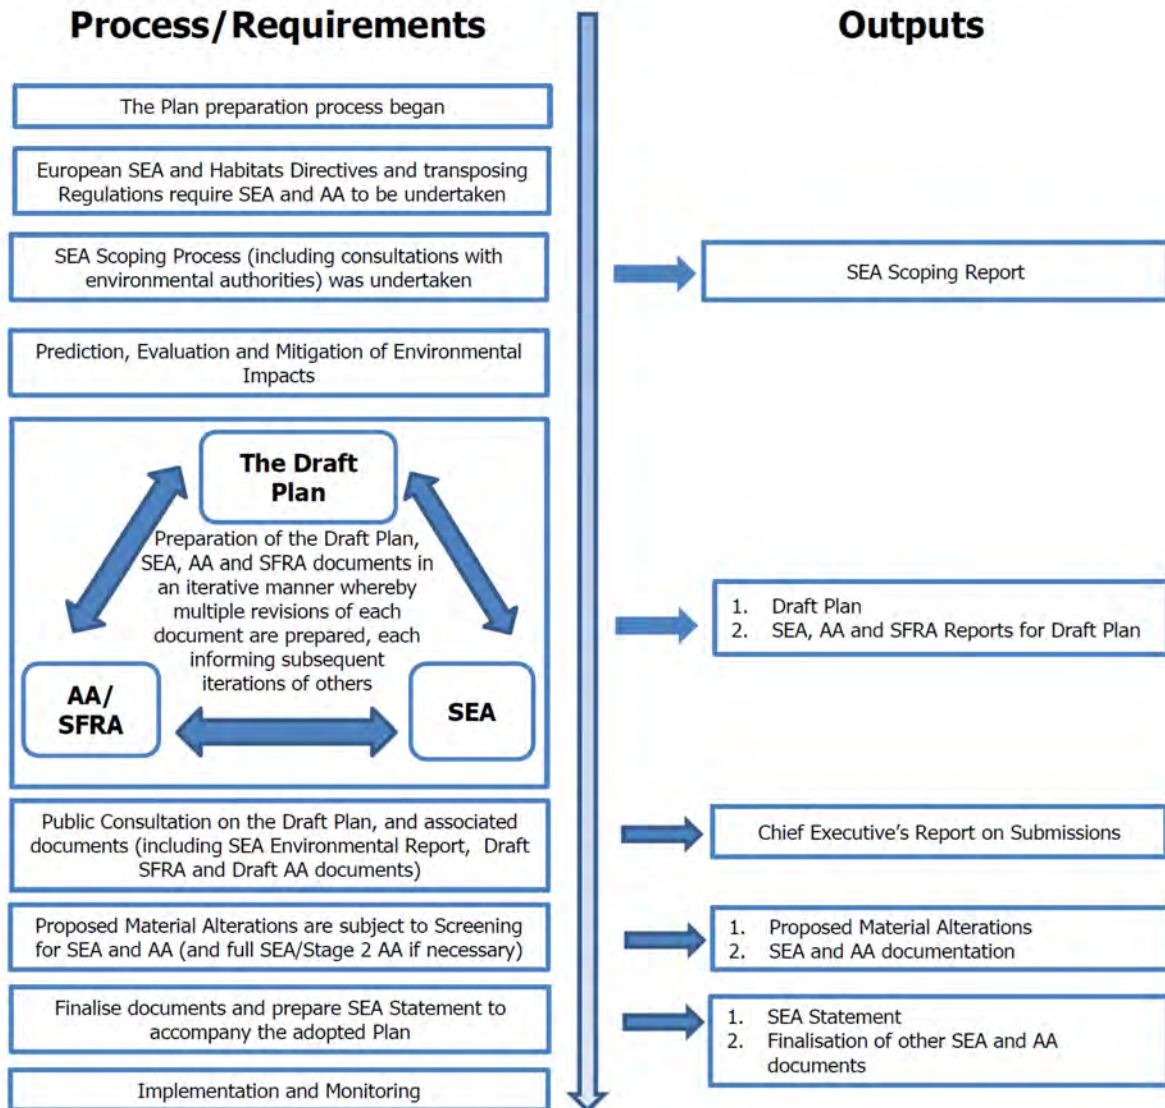 Process/Requirements
Outputs
The Plan preparation process began
European SEA and Habitats Directives and transposing
Regulations require SEA and AA to be undertaken
SEA Scoping Process (including consultations with
environmental authorities) was undertaken
SEA Scoping Report
Prediction, Evaluation and Mitigation of Environmental
Impacts
The Draft
Plan
Preparation of the Draft Plan,
SEA, AA and SFRA documents in
an iterative manner whereby
multiple revisions of each
document are prepared, each
informing subsequent
iterations of others
AA/
SFRA
SEA
1. Draft Plan
2. SEA, AA and SFRA Reports for Draft Plan
Public Consultation on the Draft Plan, and associated
documents (including SEA Environmental Report, Draft
SFRA and Draft AA documents)
Chief Executive's Report on Submissions
Proposed Material Alterations are subject to Screening
for SEA and AA (and full SEA/Stage 2 AA if necessary)
1. Proposed Material Alterations
2. SEA and AA documentation
Finalise documents and prepare SEA Statement to
accompany the adopted Plan
1. SEA Statement
2. Finalisation of other SEA and AA
documents
Implementation and Monitoring